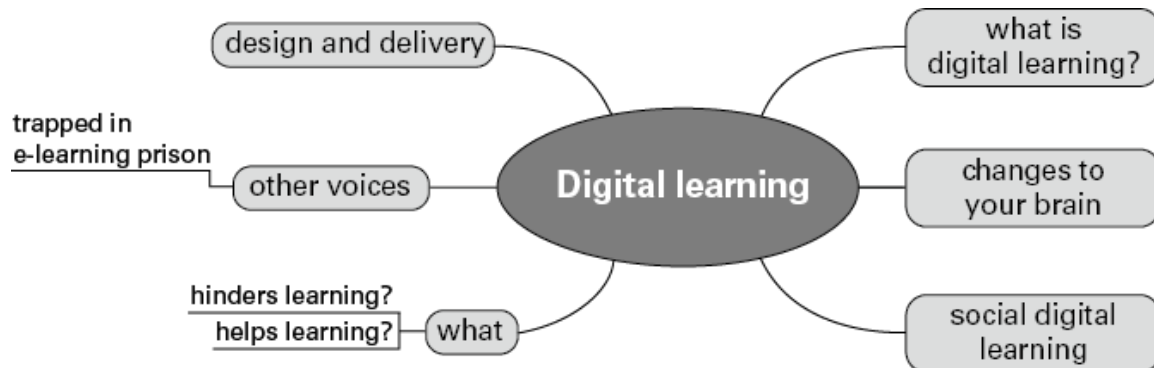 design and delivery
what is
digital learning?
trapped in
e-learning prison
other voices
Digital learning
changes to
your brain
hinders learning?
helps learning?
what
social digital
learning